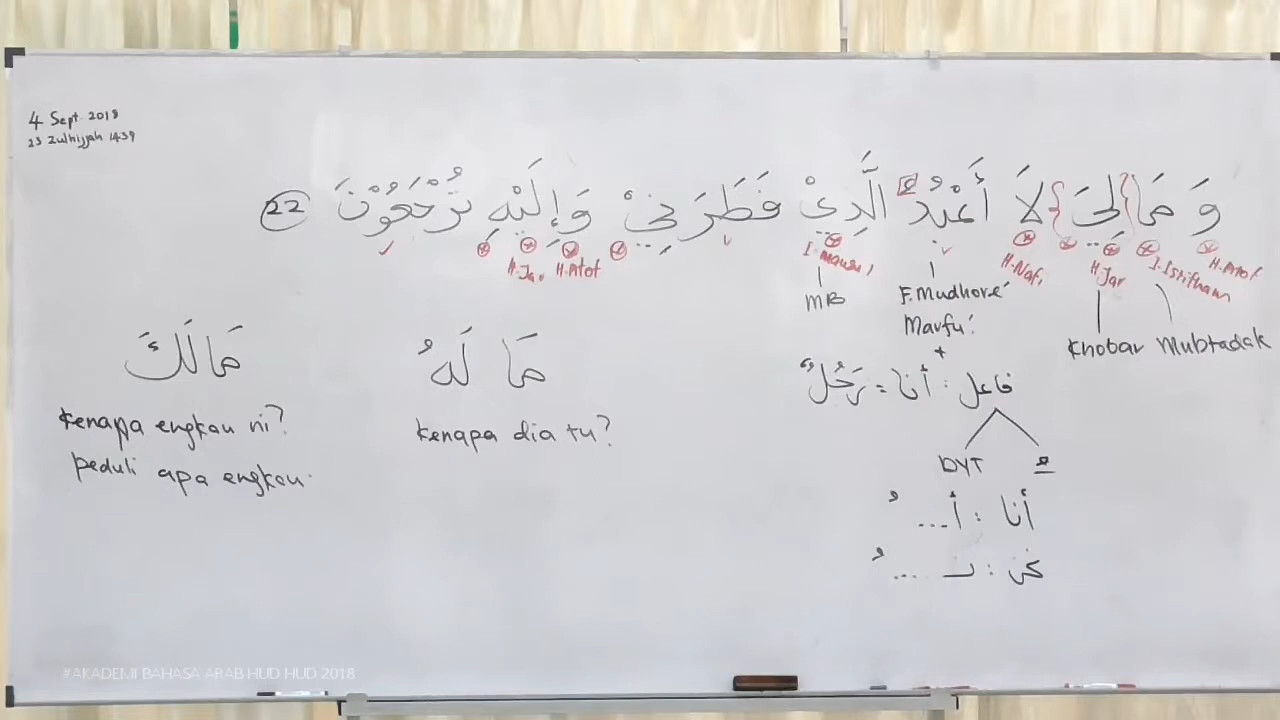 4 Sept 2018
23 Zulhijjah 1439
وَ مَا لِيَ لاَ أَعْبُدُ الَّذِيْ فَطَرَنِيْ وَإِلَيْهِ تُرْجَعُوْنَ 22
H. Atof
I. Istifham
H. Jar
H. Nafi
I. Mausul
H. Atof
H. Jar
Khobar Mubtadak
F. Mudhore'
Marfu'
+
MB
فاعل : أنا = رَجُلٌ
DYT
أنا : أ... ُ
نحن : نـ ... ُ
مَا لَهُ
Kenapa dia tu?
مَا لَكَ
Kenapa engkau ni?
Peduli apa engkau.
#AKADEMI BAHASA ARAB HUD HUD 2018